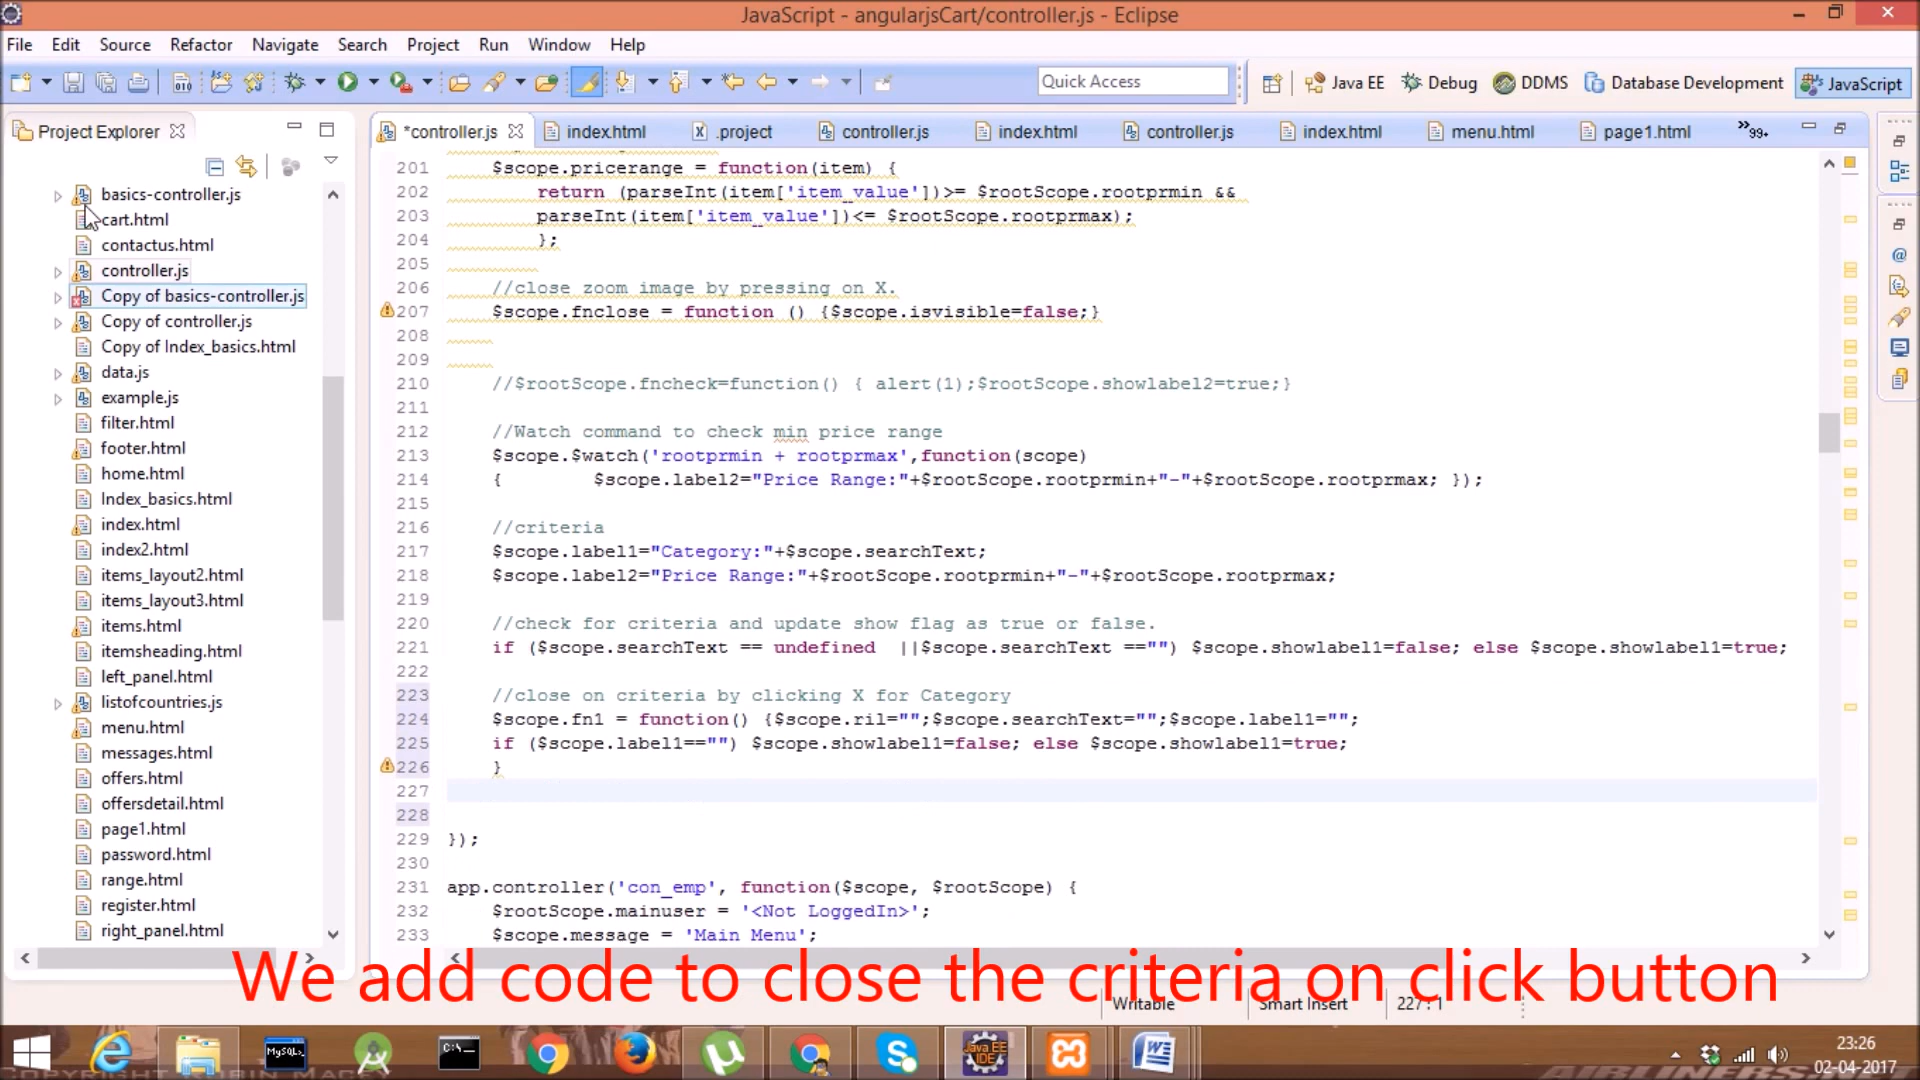 JavaScript - angularjsCart/controller.js - Eclipse
File Edit Source Refactor Navigate Search Project Run Window Help
Quick Access Java EE Debug DDMS Database Development JavaScript
Project Explorer
*controller.js index.html .project controller.js index.html controller.js index.html menu.html page1.html »99+
basics-controller.js
cart.html
contactus.html
controller.js
Copy of basics-controller.js
Copy of controller.js
Copy of Index_basics.html
data.js
example.js
filter.html
footer.html
home.html
Index_basics.html
index.html
index2.html
items_layout2.html
items_layout3.html
items.html
itemsheading.html
left_panel.html
listofcountries.js
menu.html
messages.html
offers.html
offersdetail.html
page1.html
password.html
range.html
register.html
right_panel.html
201 $scope.pricerange = function(item) {
202 return (parseInt(item['item_value'])>= $rootScope.rootprmin &&
203 parseInt(item['item_value'])<= $rootScope.rootprmax);
204 };
205
206 //close zoom image by pressing on X.
207 $scope.fnclose = function () {$scope.isvisible=false;}
208
209
210 //$rootScope.fncheck=function() { alert(1);$rootScope.showlabel2=true;}
211
212 //Watch command to check min price range
213 $scope.$watch('rootprmin + rootprmax',function(scope)
214 { $scope.label2="Price Range:"+$rootScope.rootprmin+"-"+$rootScope.rootprmax; });
215
216 //criteria
217 $scope.label1="Category:"+$scope.searchText;
218 $scope.label2="Price Range:"+$rootScope.rootprmin+"-"+$rootScope.rootprmax;
219
220 //check for criteria and update show flag as true or false.
221 if ($scope.searchText == undefined ||$scope.searchText =="") $scope.showlabel1=false; else $scope.showlabel1=true;
222
223 //close on criteria by clicking X for Category
224 $scope.fn1 = function() {$scope.ril="";$scope.searchText="";$scope.label1="";
225 if ($scope.label1=="") $scope.showlabel1=false; else $scope.showlabel1=true;
226 }
227
228
229 });
230
231 app.controller('con_emp', function($scope, $rootScope) {
232 $rootScope.mainuser = '<Not LoggedIn>';
233 $scope.message = 'Main Menu';
We add code to close the criteria on click button
Writable Smart Insert 227 : 1
23:26
02-04-2017